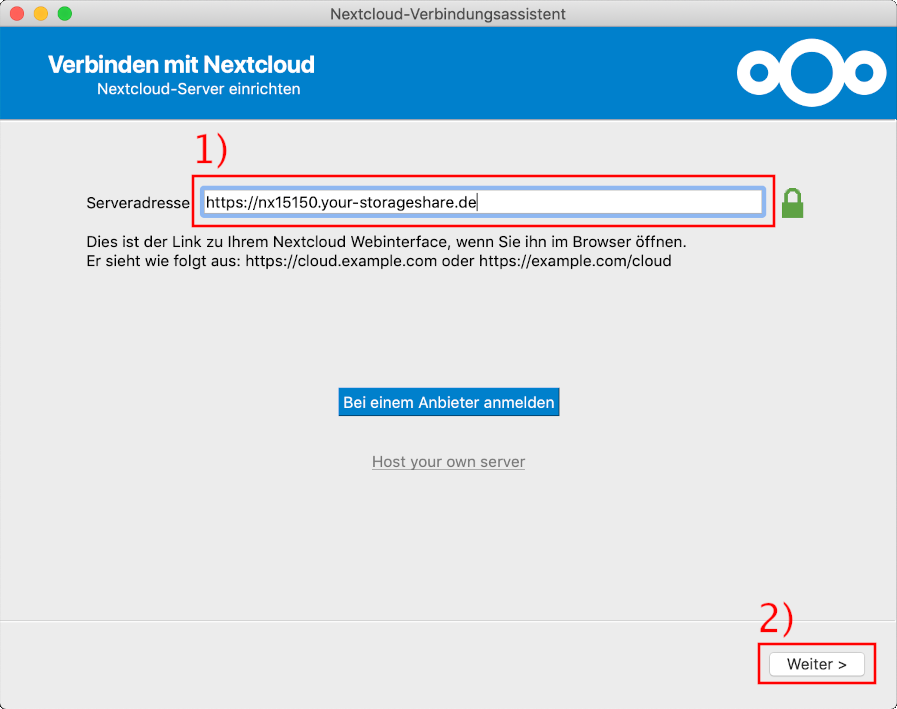 Nextcloud-Verbindungsassistent
Verbinden mit Nextcloud
Nextcloud-Server einrichten
1)
Serveradresse https://nx15150.your-storageshare.de
Dies ist der Link zu Ihrem Nextcloud Webinterface, wenn Sie ihn im Browser öffnen.
Er sieht wie folgt aus: https://cloud.example.com oder https://example.com/cloud
Bei einem Anbieter anmelden
Host your own server
2)
Weiter >